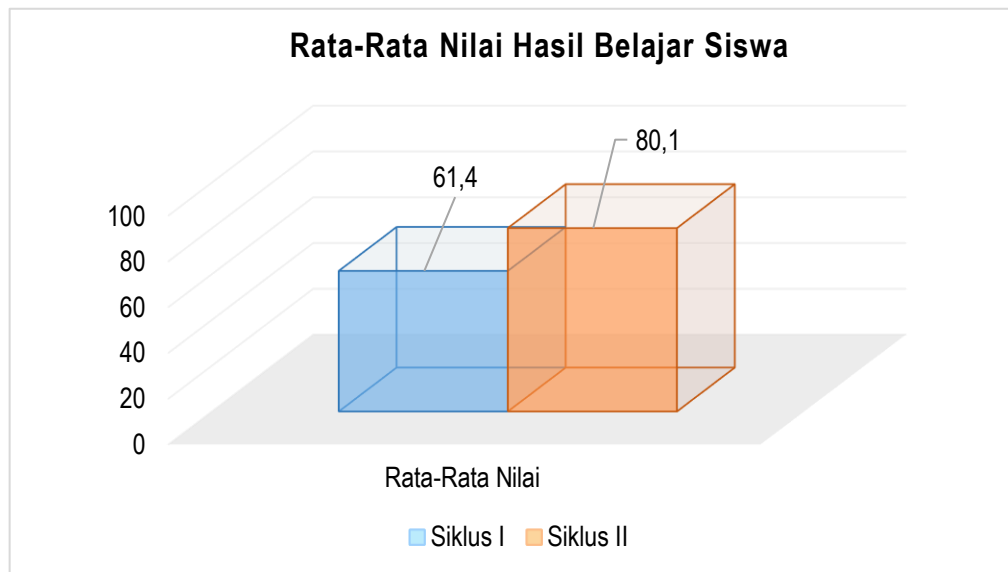 Rata-Rata Nilai Hasil Belajar Siswa
80,1
61,4
100
80
60
40
20
0
Rata-Rata Nilai
Siklus I Siklus II